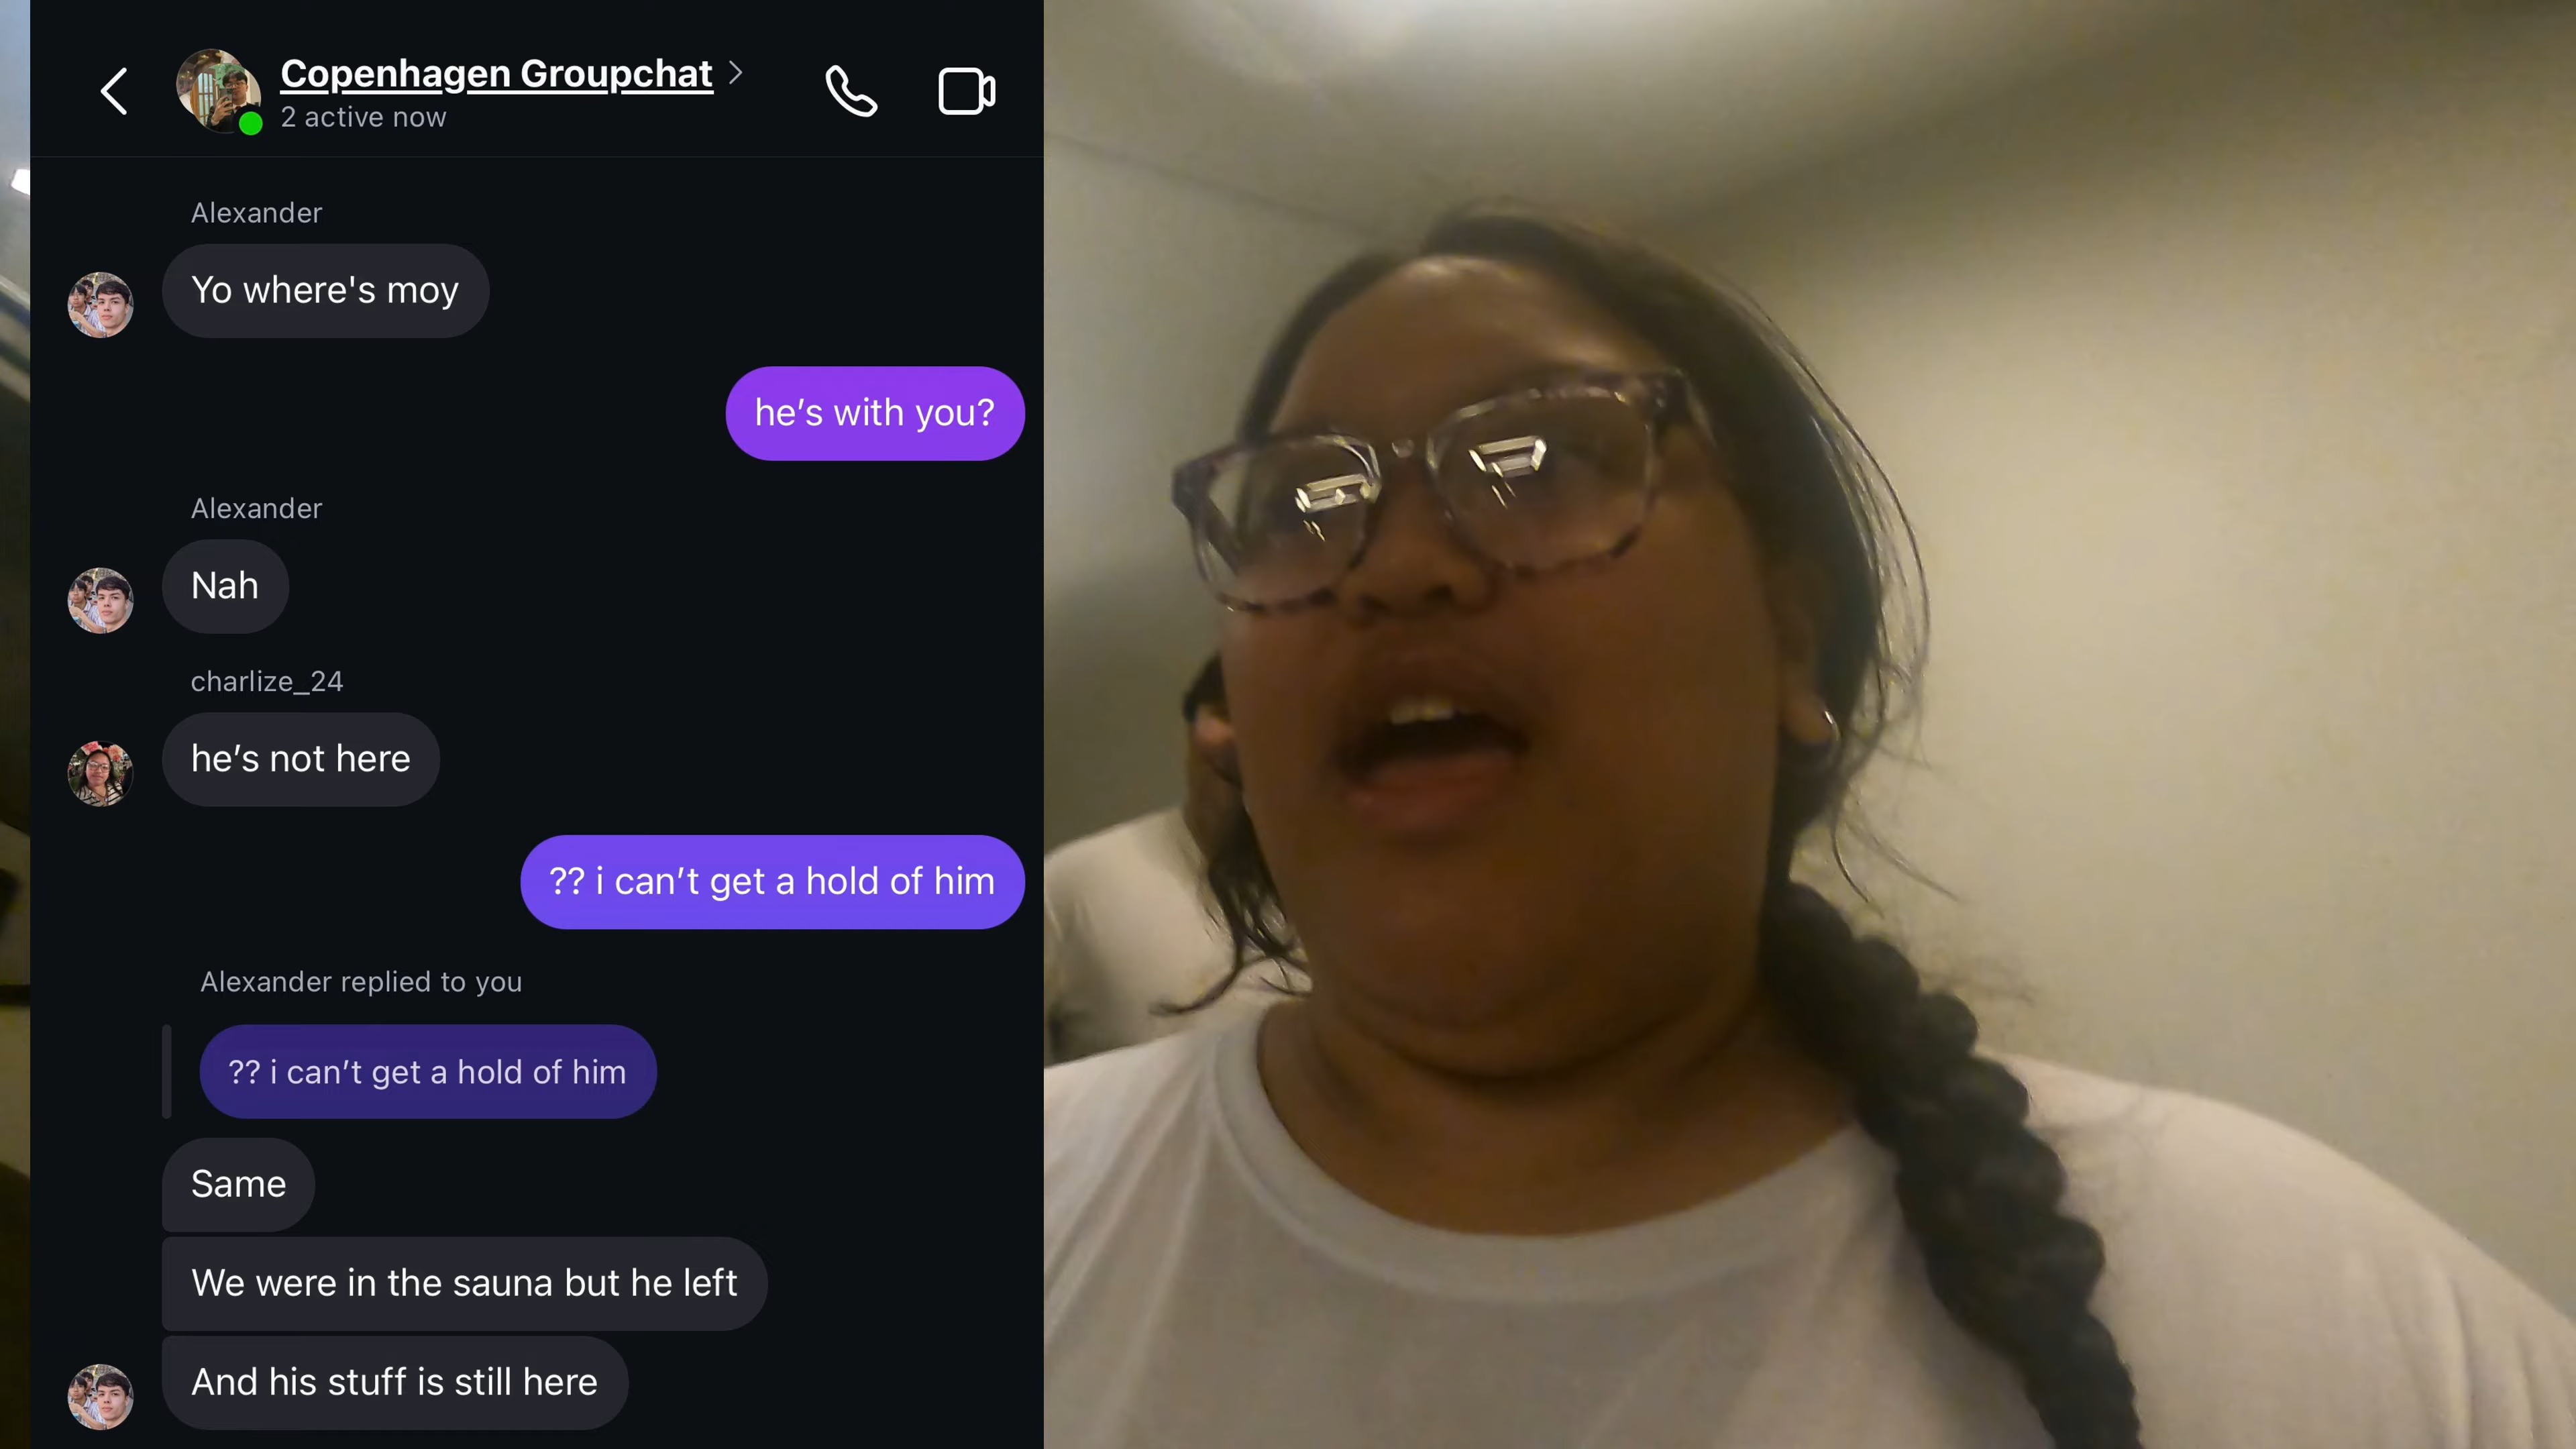 Copenhagen Groupchat
2 active now
Alexander
Yo where's moy
he’s with you?
Alexander
Nah
charlize_24
he’s not here
?? i can’t get a hold of him
Alexander replied to you
?? i can’t get a hold of him
Same
We were in the sauna but he left
And his stuff is still here